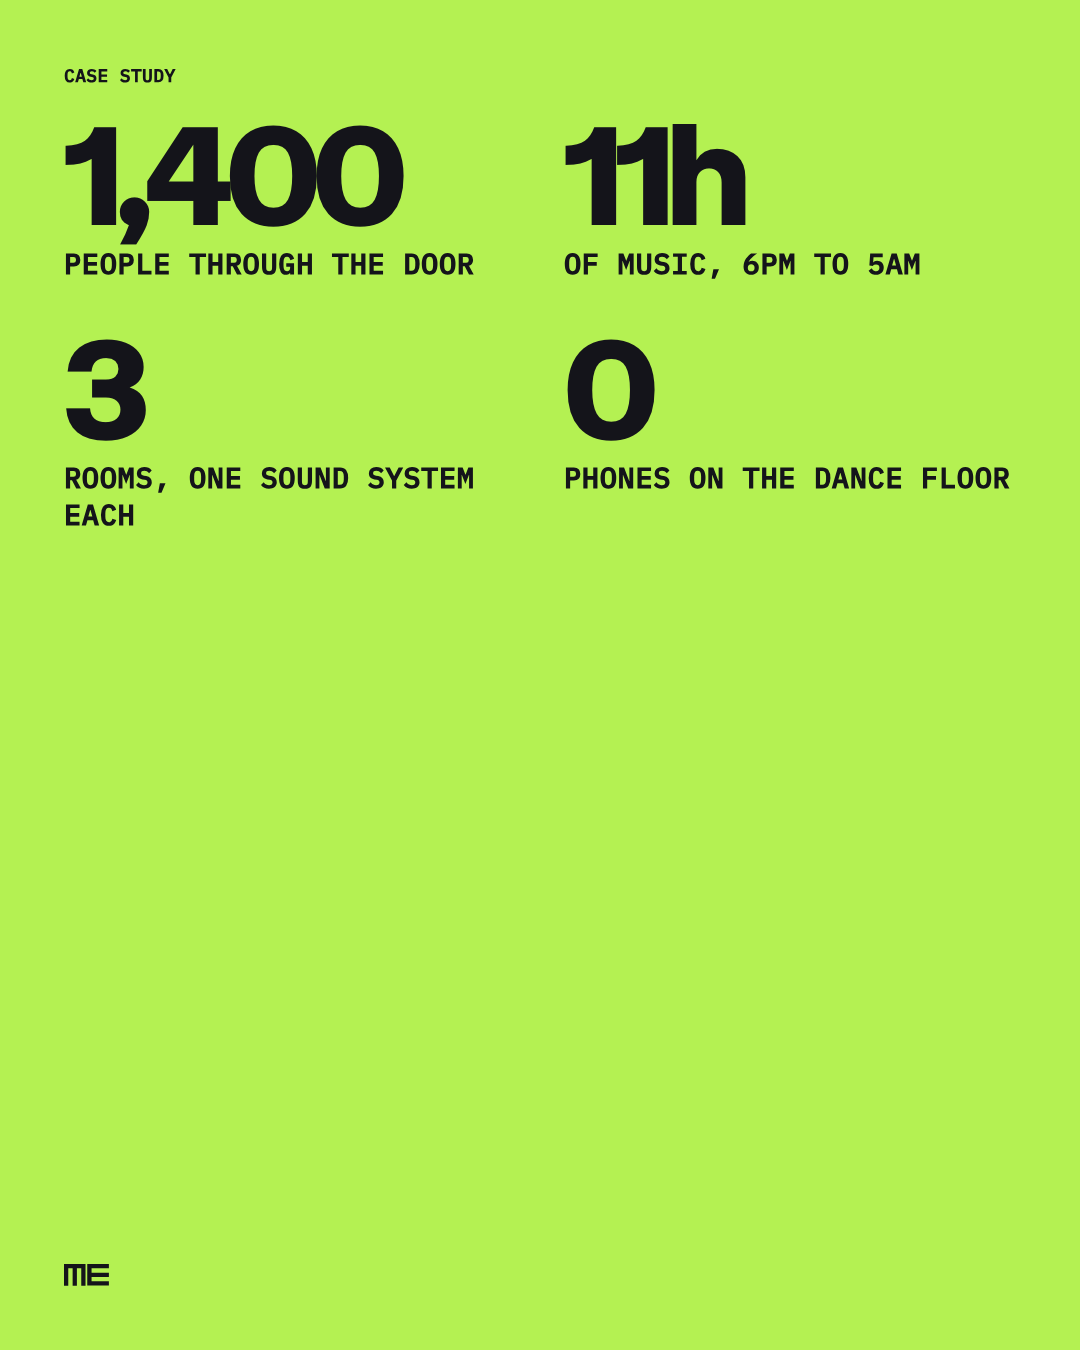 CASE STUDY
1,400
PEOPLE THROUGH THE DOOR
11h
OF MUSIC, 6PM TO 5AM
3
ROOMS, ONE SOUND SYSTEM
EACH
0
PHONES ON THE DANCE FLOOR
ME